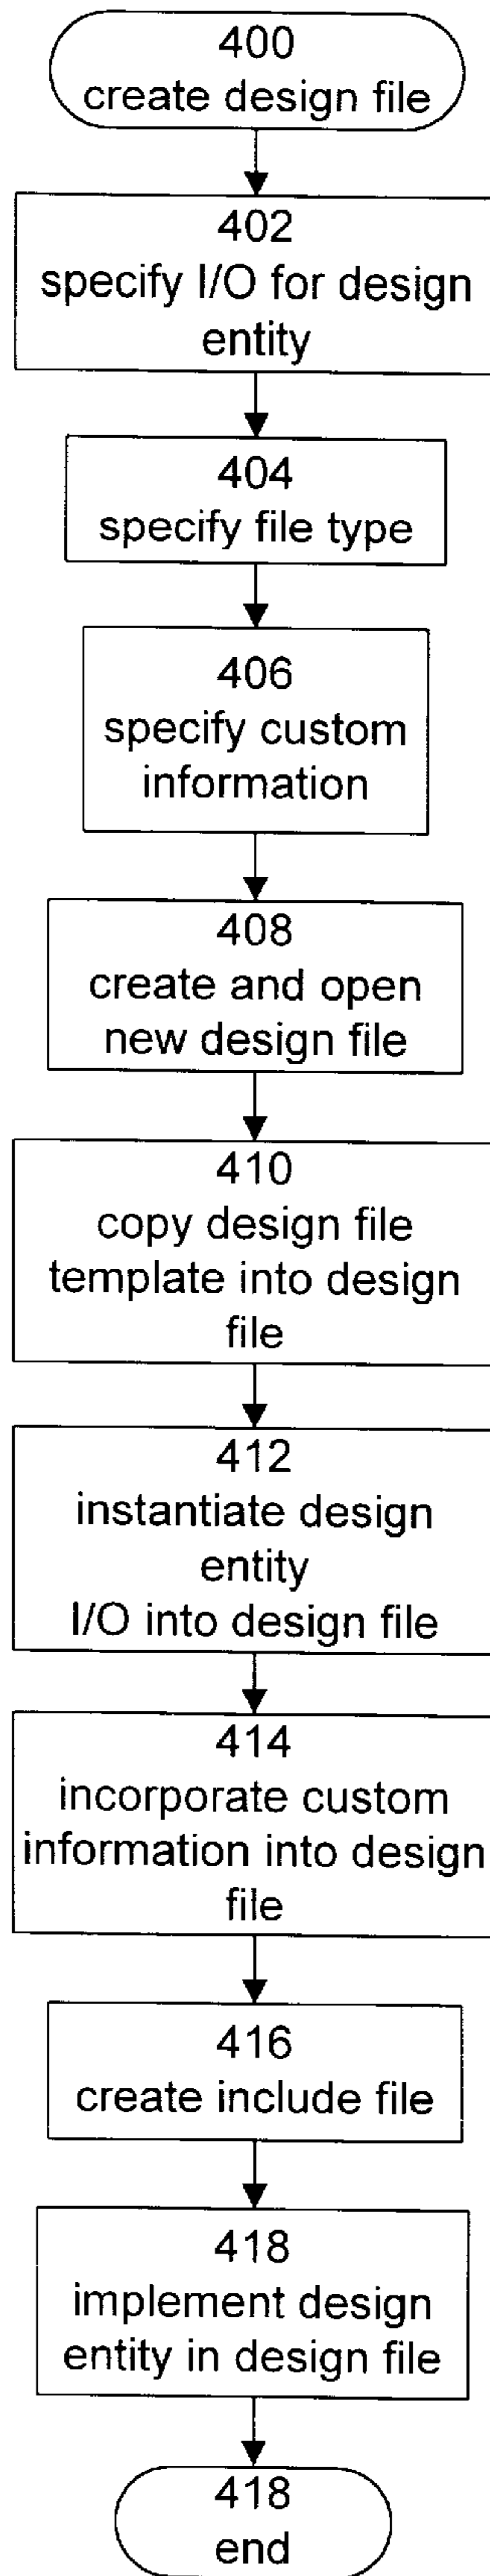 400
create design file
402
specify I/O for design
entity
404
specify file type
406
specify custom
information
408
create and open
new design file
410
copy design file
template into design
file
412
instantiate design
entity
I/O into design file
414
incorporate custom
information into design
file
416
create include file
418
implement design
entity in design file
418
end